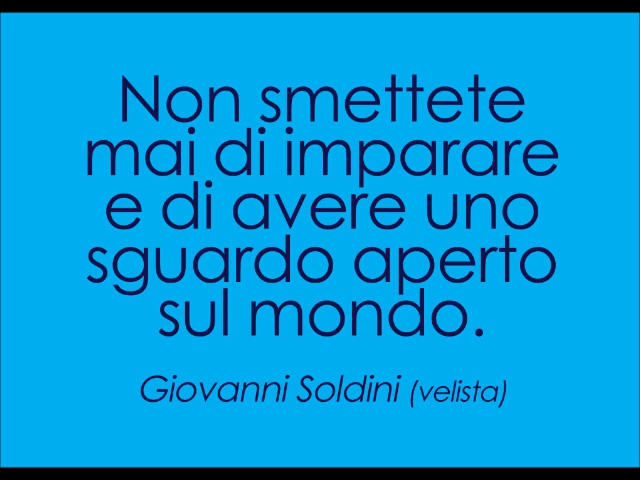 Non smettete
mai di imparare
e di avere uno
sguardo aperto
sul mondo.
Giovanni Soldini (velista)